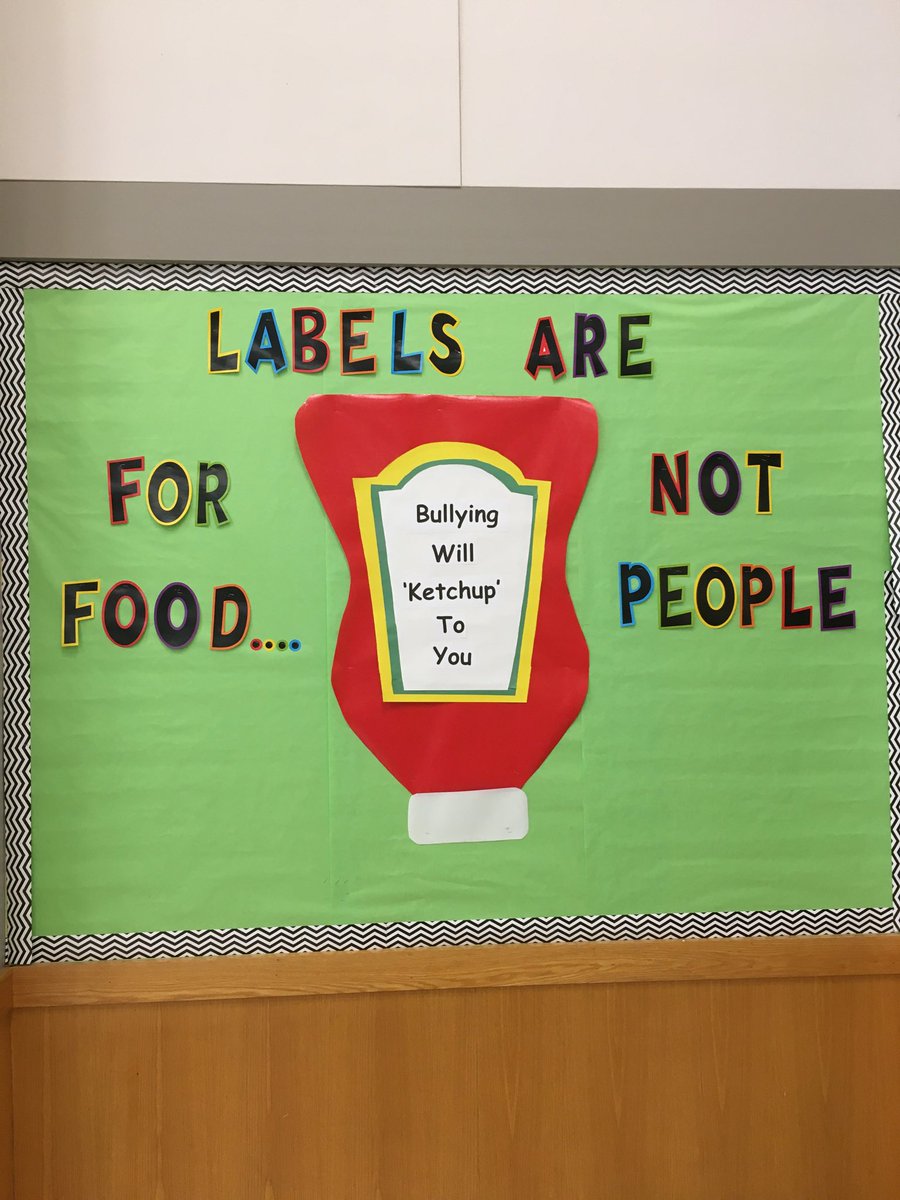 LABELS ARE
FOR
FOOD....
Bullying
Will
'Ketchup'
To
You
NOT
PEOPLE